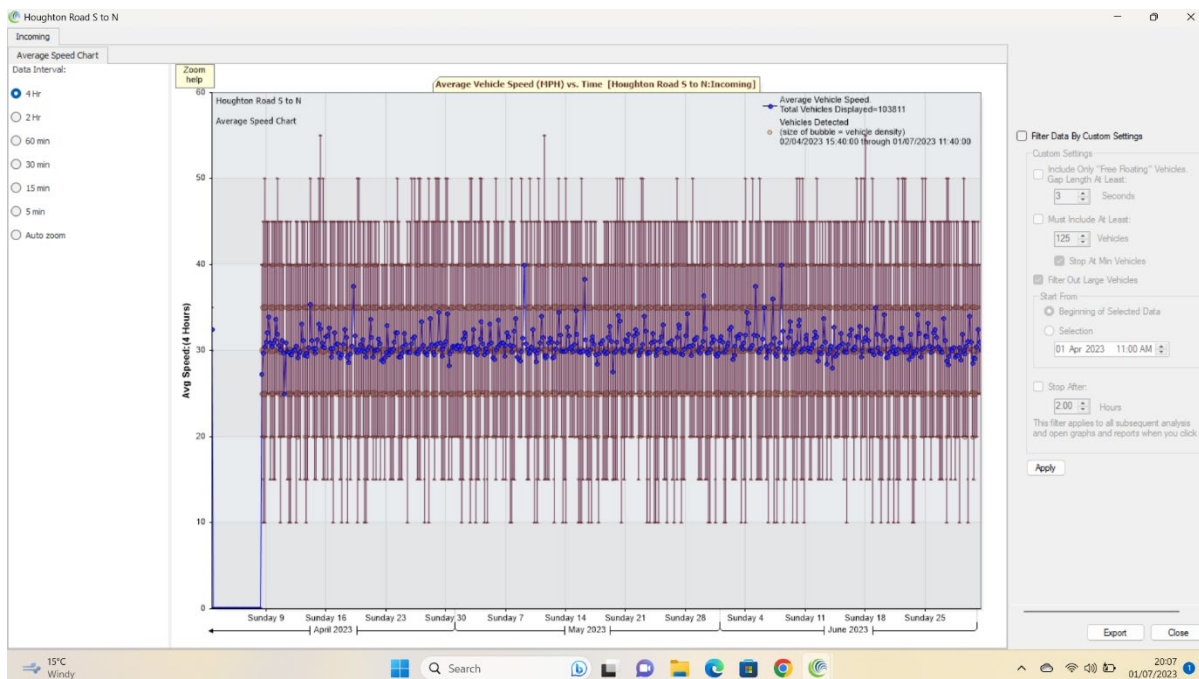 Houghton Road S to N
Incoming
Average Speed Chart
Data Interval:
4 Hr
2 Hr
60 min
30 min
15 min
5 min
Auto zoom
Zoom
help
Average Vehicle Speed (MPH) vs. Time [Houghton Road S to N:Incoming]
Houghton Road S to N
Average Speed Chart
Average Vehicle Speed.
Total Vehicles Displayed=103811
Vehicles Detected
(size of bubble = vehicle density)
02/04/2023 15:40:00 through 01/07/2023 11:40:00
Avg Speed:(4 Hours)
60
50
40
30
20
10
0
Sunday 9 Sunday 16 Sunday 23 Sunday 30 Sunday 7 Sunday 14 Sunday 21 Sunday 28 Sunday 4 Sunday 11 Sunday 18 Sunday 25
April 2023 May 2023 June 2023
Filter Data By Custom Settings
Custom Settings
Include Only "Free Floating" Vehicles.
Gap Length At Least:
3 Seconds
Must Include At Least:
125 Vehicles
Stop At Min Vehicles
Filter Out Large Vehicles
Start From
Beginning of Selected Data
Selection
01 Apr 2023 11:00 AM
Stop After:
2.00 Hours
This filter applies to all subsequent analysis
and open graphs and reports when you click
Apply
Export Close
15°C
Windy
Search
20:07
01/07/2023
1